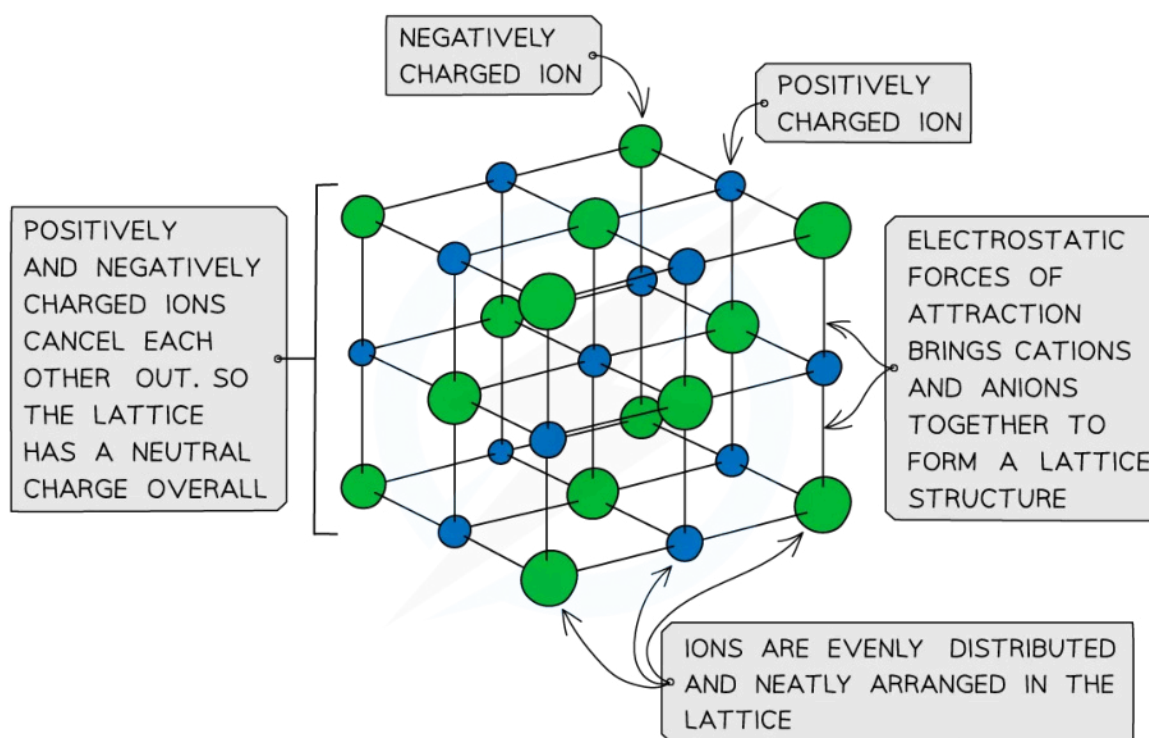 NEGATIVELY
CHARGED ION
POSITIVELY
CHARGED ION
POSITIVELY
AND NEGATIVELY
CHARGED IONS
CANCEL EACH
OTHER OUT. SO
THE LATTICE
HAS A NEUTRAL
CHARGE OVERALL
ELECTROSTATIC
FORCES OF
ATTRACTION
BRINGS CATIONS
AND ANIONS
TOGETHER TO
FORM A LATTICE
STRUCTURE
IONS ARE EVENLY DISTRIBUTED
AND NEATLY ARRANGED IN THE
LATTICE